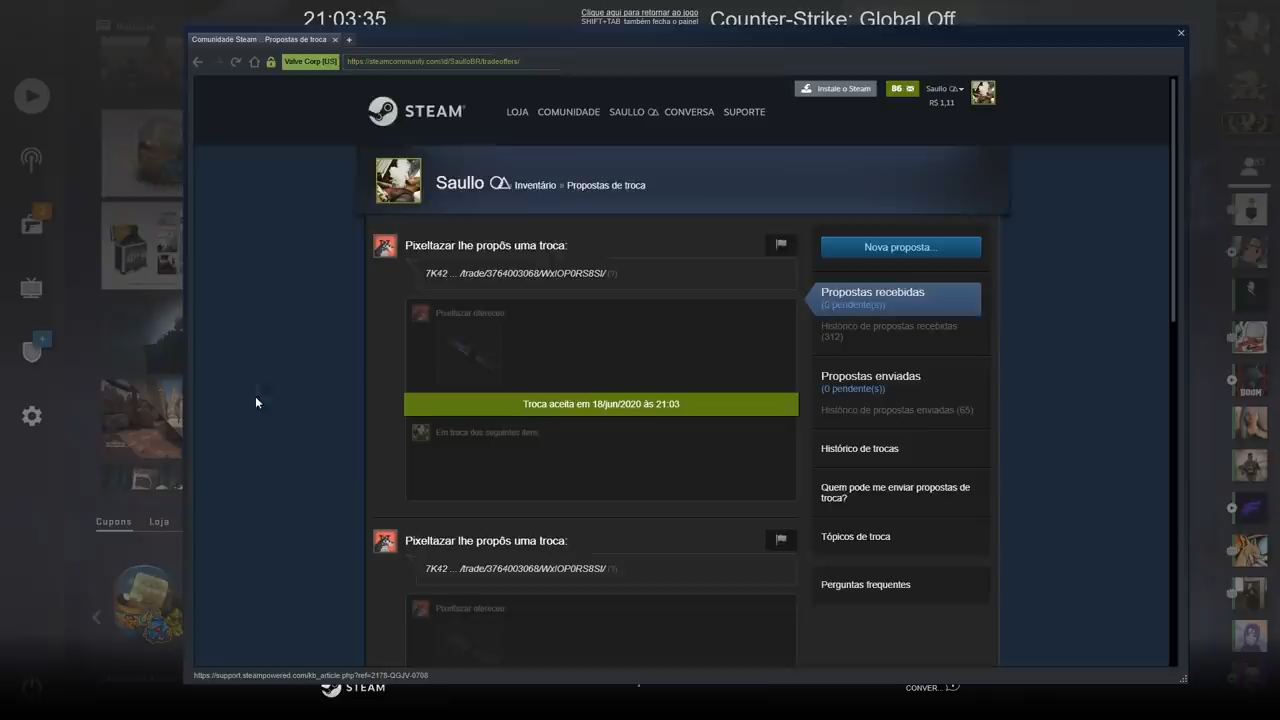 21:03:35
Clique aqui para retornar ao jogo
SHIFT+TAB também fecha o painel
Counter-Strike: Global Off
Comunidade Steam :: Propostas de troca
Valve Corp [US]
https://steamcommunity.com/id/SaulloBR/tradeoffers/
Instale o Steam
86
Saullo
R$ 1,11
STEAM®
LOJA
COMUNIDADE
SAULLO
CONVERSA
SUPORTE
Saullo
Inventário » Propostas de troca
Pixeltazar lhe propôs uma troca:
7K42 ... /trade/3764003068/WxIOP0RS8SI/ (?)
Pixeltazar ofereceu:
Troca aceita em 18/jun/2020 às 21:03
Em troca dos seguintes itens:
Pixeltazar lhe propôs uma troca:
7K42 ... /trade/3764003068/WxIOP0RS8SI/ (?)
Pixeltazar ofereceu:
Nova proposta...
Propostas recebidas
(0 pendente(s))
Histórico de propostas recebidas
(312)
Propostas enviadas
(0 pendente(s))
Histórico de propostas enviadas (65)
Histórico de trocas
Quem pode me enviar propostas de
troca?
Tópicos de troca
Perguntas frequentes
Cupons
Loja
BOOM
https://support.steampowered.com/kb_article.php?ref=2178-QGJV-0708
STEAM
CONVER...